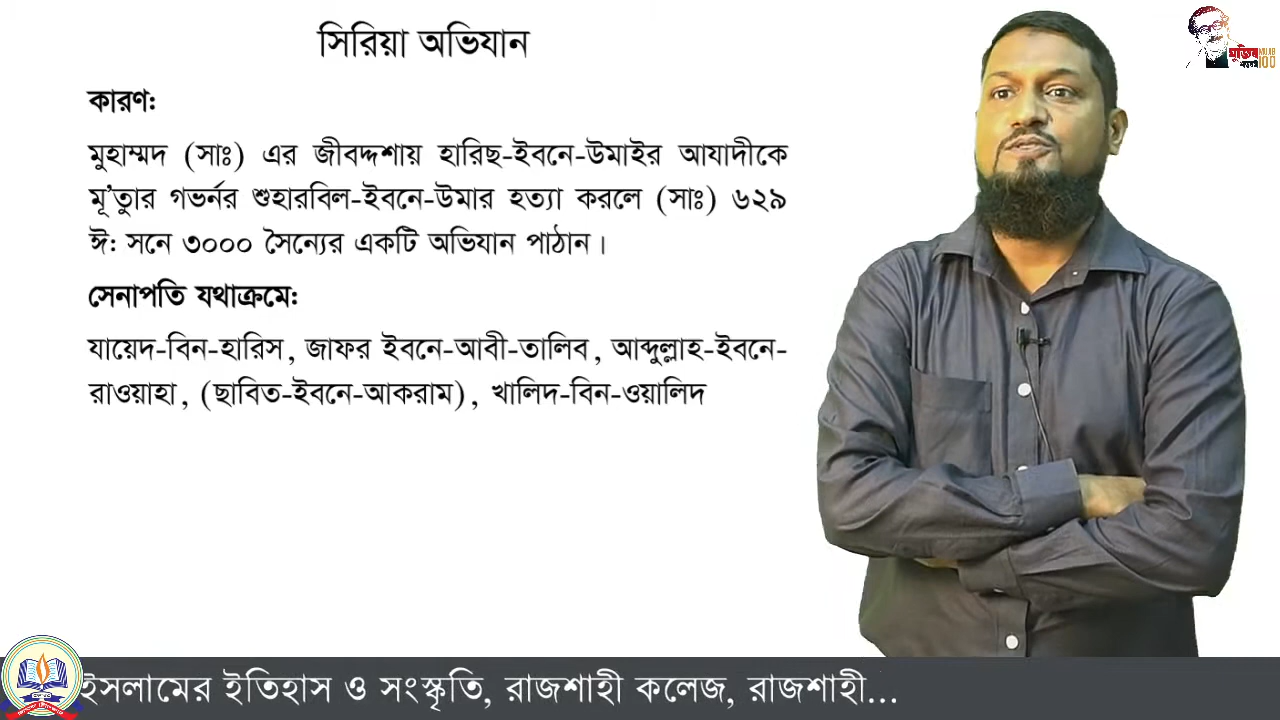 সিরিয়া অভিযান
কারণ:
মুহাম্মদ (সাঃ) এর জীবদ্দশায় হারিছ-ইবনে-উমাইর আযাদীকে
মূ'তুার গভর্নর শুহারবিল-ইবনে-উমার হত্যা করলে (সাঃ) ৬২৯
ঈ: সনে ৩০০০ সৈন্যের একটি অভিযান পাঠান।
সেনাপতি যথাক্রমে:
যায়েদ-বিন-হারিস, জাফর ইবনে-আবী-তালিব, আব্দুল্লাহ-ইবনে-
রাওয়াহা, (ছাবিত-ইবনে-আকরাম), খালিদ-বিন-ওয়ালিদ
মুজিব
100
ইসলামের ইতিহাস ও সংস্কৃতি, রাজশাহী কলেজ, রাজশাহী...